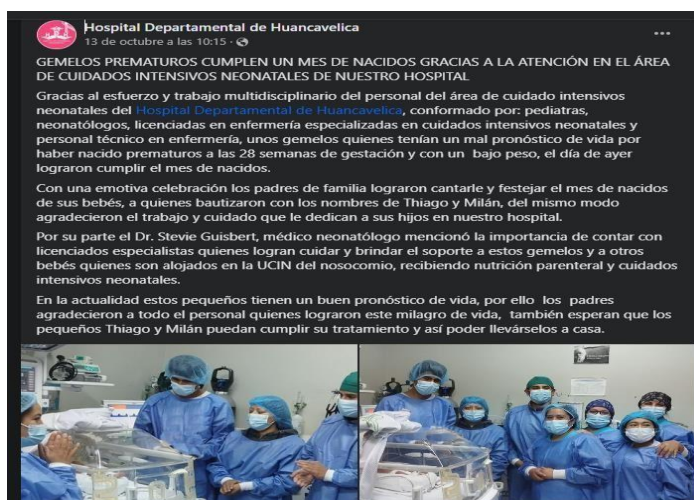 Hospital Departamental de Huancavelica
13 de octubre a las 10:15 ·
GEMELOS PREMATUROS CUMPLEN UN MES DE NACIDOS GRACIAS A LA ATENCIÓN EN EL ÁREA
DE CUIDADOS INTENSIVOS NEONATALES DE NUESTRO HOSPITAL
Gracias al esfuerzo y trabajo multidisciplinario del personal del área de cuidado intensivos
neonatales del Hospital Departamental de Huancavelica, conformado por: pediatras,
neonatólogos, licenciadas en enfermería especializadas en cuidados intensivos neonatales y
personal técnico en enfermería, unos gemelos quienes tenían un mal pronóstico de vida por
haber nacido prematuros a las 28 semanas de gestación y con un bajo peso, el día de ayer
lograron cumplir el mes de nacidos.
Con una emotiva celebración los padres de familia lograron cantarle y festejar el mes de nacidos
de sus bebés, a quienes bautizaron con los nombres de Thiago y Milán, del mismo modo
agradecieron el trabajo y cuidado que le dedican a sus hijos en nuestro hospital.
Por su parte el Dr. Stevie Guisbert, médico neonatólogo mencionó la importancia de contar con
licenciados especialistas quienes logran cuidar y brindar el soporte a estos gemelos y a otros
bebés quienes son alojados en la UCIN del nosocomio, recibiendo nutrición parenteral y cuidados
intensivos neonatales.
En la actualidad estos pequeños tienen un buen pronóstico de vida, por ello los padres
agradecieron a todo el personal quienes lograron este milagro de vida, también esperan que los
pequeños Thiago y Milán puedan cumplir su tratamiento y así poder llevárselos a casa.